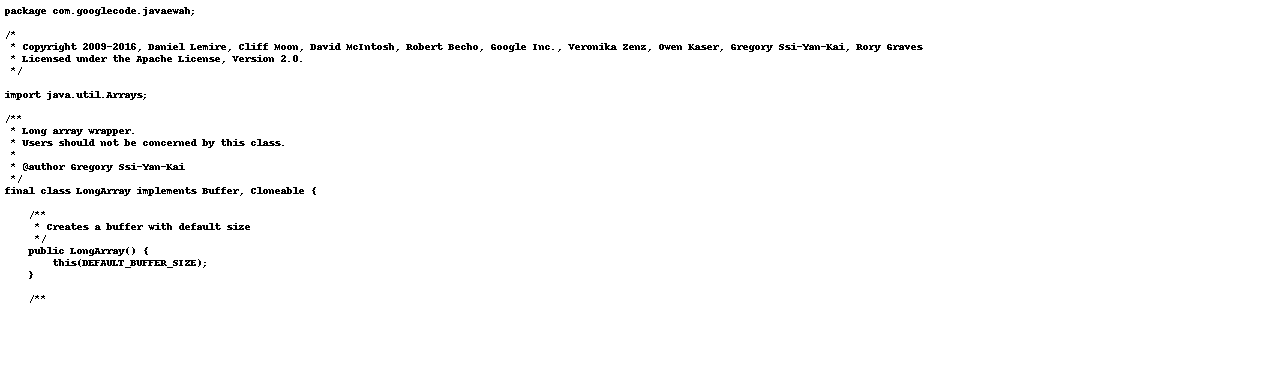 package com.googlecode.javaewah;

/*
 * Copyright 2009-2016, Daniel Lemire, Cliff Moon, David McIntosh, Robert Becho, Google Inc., Veronika Zenz, Owen Kaser, Gregory Ssi-Yan-Kai, Rory Graves
 * Licensed under the Apache License, Version 2.0.
 */

import java.util.Arrays;

/**
 * Long array wrapper.
 * Users should not be concerned by this class.
 *
 * @author Gregory Ssi-Yan-Kai
 */
final class LongArray implements Buffer, Cloneable {

    /**
     * Creates a buffer with default size
     */
    public LongArray() {
        this(DEFAULT_BUFFER_SIZE);
    }

    /**